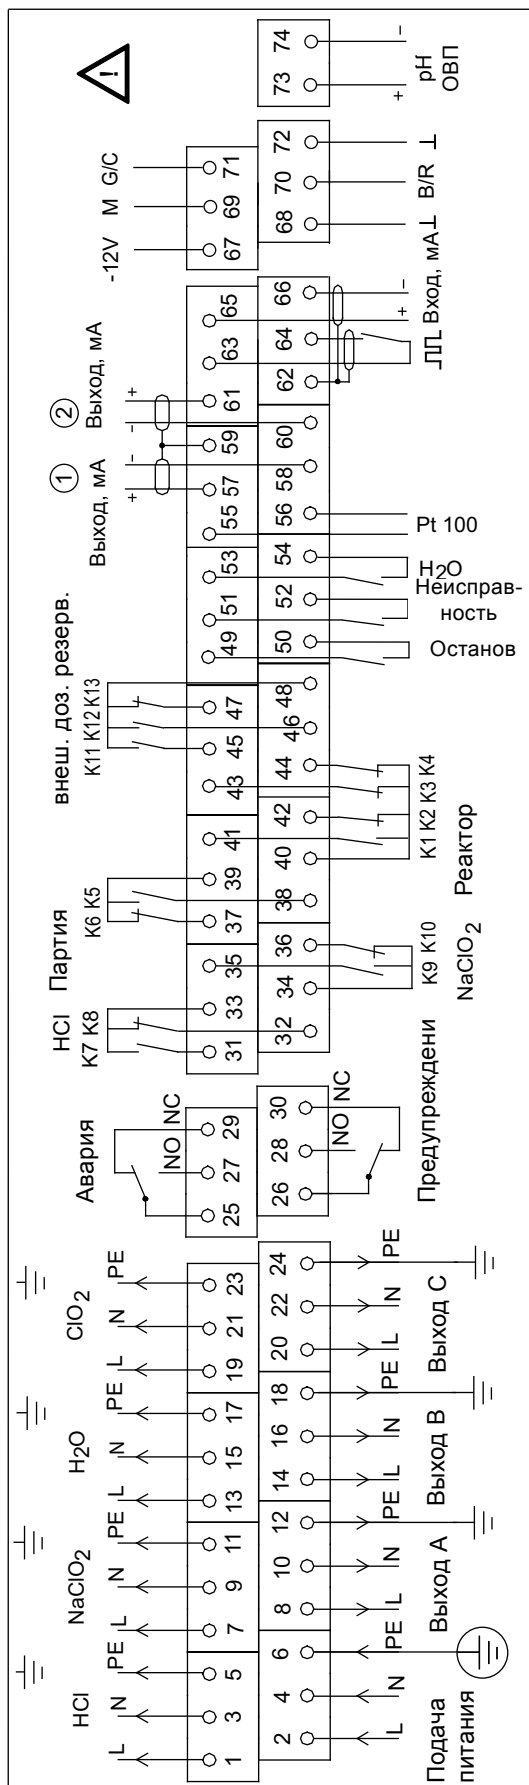 HCl
NaClO2
H2O
ClO2
L N PE L N PE L N PE L N PE
1 3 5 7 9 11 13 15 17 19 21 23
2 4 6 8 10 12 14 16 18 20 22 24
L N PE L N PE L N PE L N PE
Подача
питания
Выход A
Выход B
Выход C
Авария
NO NC
25 27 29
26 28 30
NO NC
Предупреждени
HCl
K7 K8
Партия
K6 K5
внеш. доз. резерв.
K11 K12 K13
31 33 35 37 39 41 43 45 47 49 51 53 55 57 59 61 63 65
32 34 36 38 40 42 44 46 48 50 52 54 56 58 60 62 64 66
K9 K10
NaClO2
K1 K2 K3 K4
Реактор
Останов
Неисправ-
ность
H2O
Pt 100
1
Выход, мА
+ −
2
Выход, мА
− +
Вход, мА
+ −
-12V M G/C
67 69 71
68 70 72
⊥ B/R ⊥
73 74
+ −
pH
ОВП
!